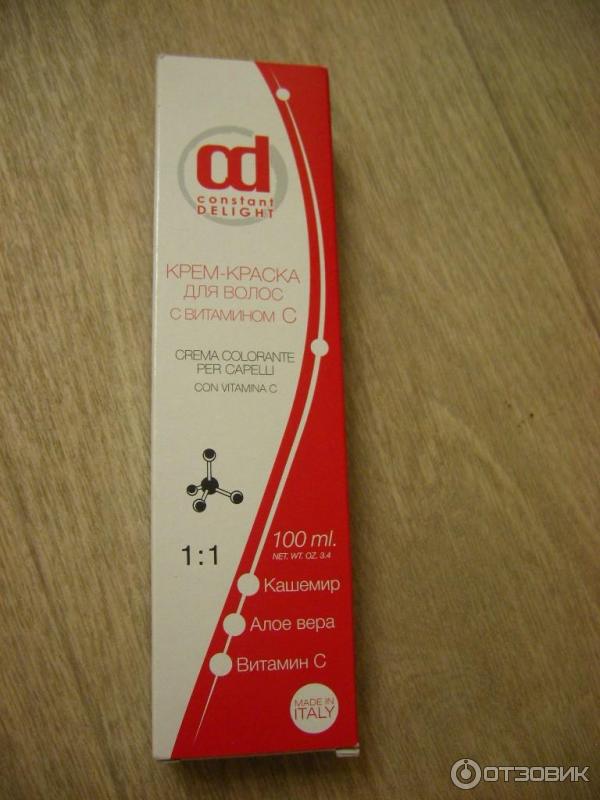 cd
constant
DELIGHT
КРЕМ-КРАСКА
ДЛЯ ВОЛОС
С ВИТАМИНОМ С
CREMA COLORANTE
PER CAPELLI
CON VITAMINA C
1:1
100 ml.
NET. WT. OZ. 3.4
Кашемир
Алое вера
Витамин С
MADE IN
ITALY
ОТЗОВИК